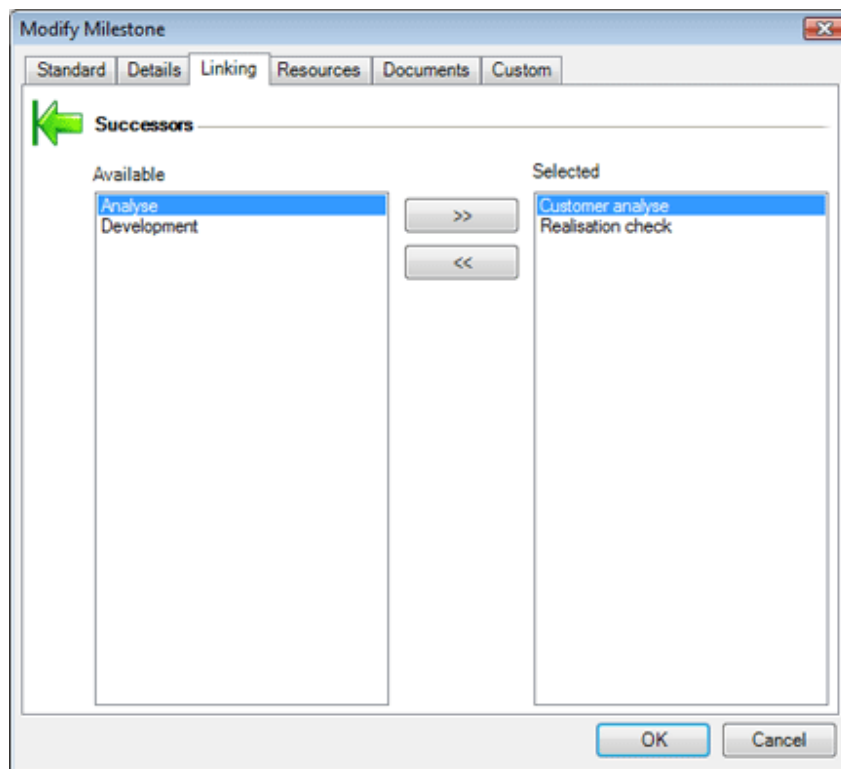 Modify Milestone
Standard Details Linking Resources Documents Custom
Successors
Available
Selected
Analyse
Development
>>
<<
Customer analyse
Realisation check
OK Cancel